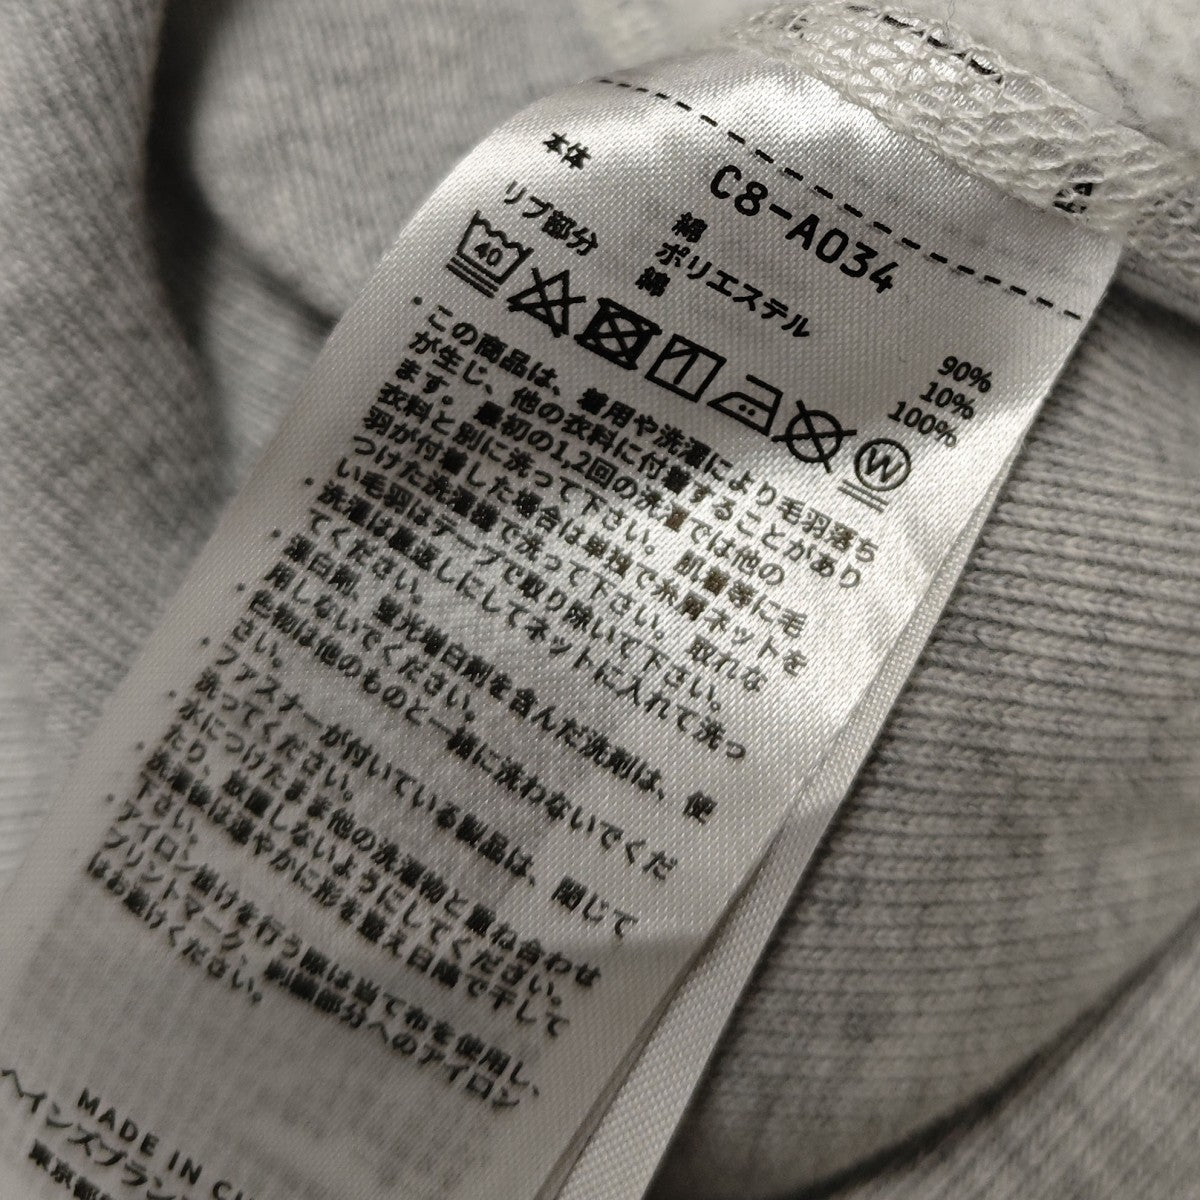 C8-A034
本体 綿 90%
ポリエステル 10%
リブ部分 綿 100%
40
W
・この商品は、着用や洗濯により毛羽落ち
が生じ、他の衣料に付着することがあり
ます。最初の1,2回の洗濯では他の
衣料と別に洗って下さい。肌着等に毛
羽が付着した場合は単独で糸屑ネットを
つけた洗濯機で洗って下さい。取れな
い毛羽はテープで取り除いて下さい。
・洗濯は裏返しにしてネットに入れて洗っ
てください。
・蛍光増白剤を含んだ洗剤は、使
用しないでください。
・色物は他のものと一緒に洗わないでくだ
さい。
・ファスナーが付いている製品は、閉じて
洗ってください。
・水につけたまま他の洗濯物と重ね合わせ
たり、放置しないようにしてください。
・洗濯後は速やかに形を整え日陰で干して
下さい。
・アイロン掛けを行う際は当て布を使用し、
プリントマーク、刺繍部分へのアイロン
はお避けください。
MADE IN
ヘインズブラン
東京都